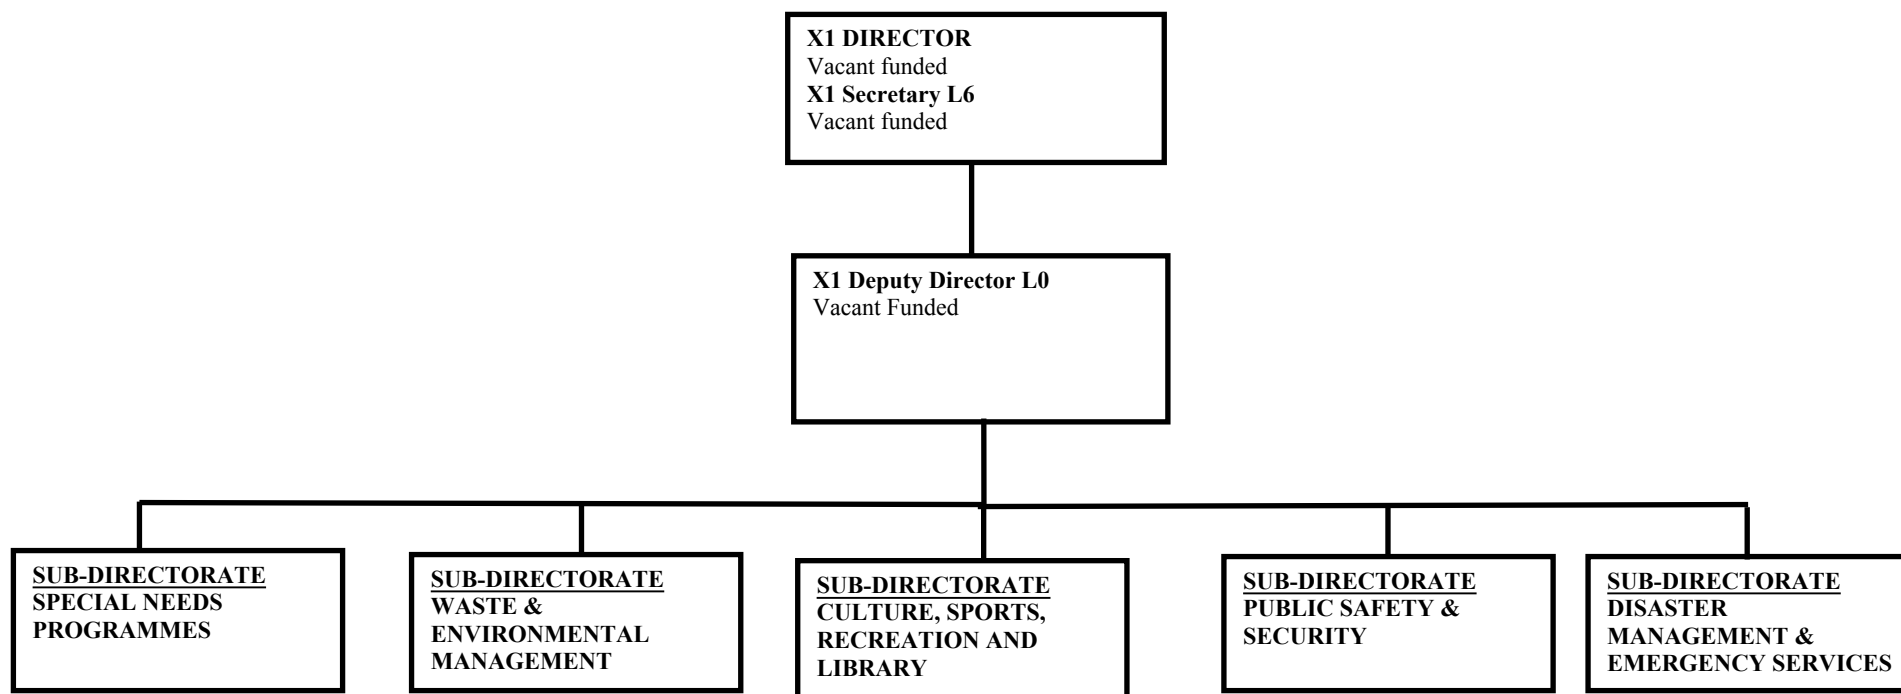 X1 DIRECTOR
Vacant funded
X1 Secretary L6
Vacant funded
X1 Deputy Director L0
Vacant Funded
SUB-DIRECTORATE
SPECIAL NEEDS
PROGRAMMES
SUB-DIRECTORATE
WASTE &
ENVIRONMENTAL
MANAGEMENT
SUB-DIRECTORATE
CULTURE, SPORTS,
RECREATION AND
LIBRARY
SUB-DIRECTORATE
PUBLIC SAFETY &
SECURITY
SUB-DIRECTORATE
DISASTER
MANAGEMENT &
EMERGENCY SERVICES